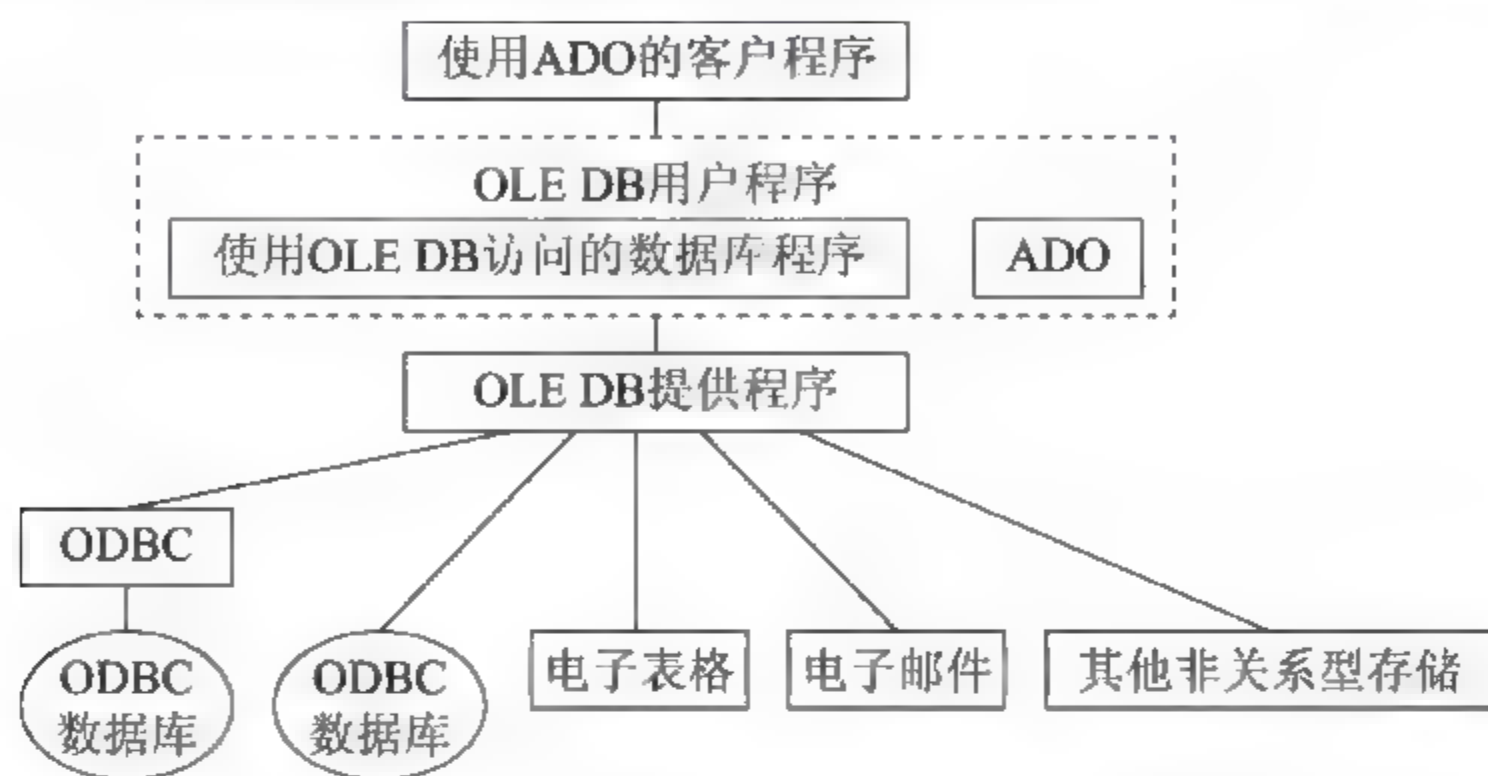 使用ADO的客户程序
OLE DB用户程序
使用OLE DB访问的数据库程序
ADO
OLE DB提供程序
ODBC
ODBC
数据库
ODBC
数据库
电子表格
电子邮件
其他非关系型存储